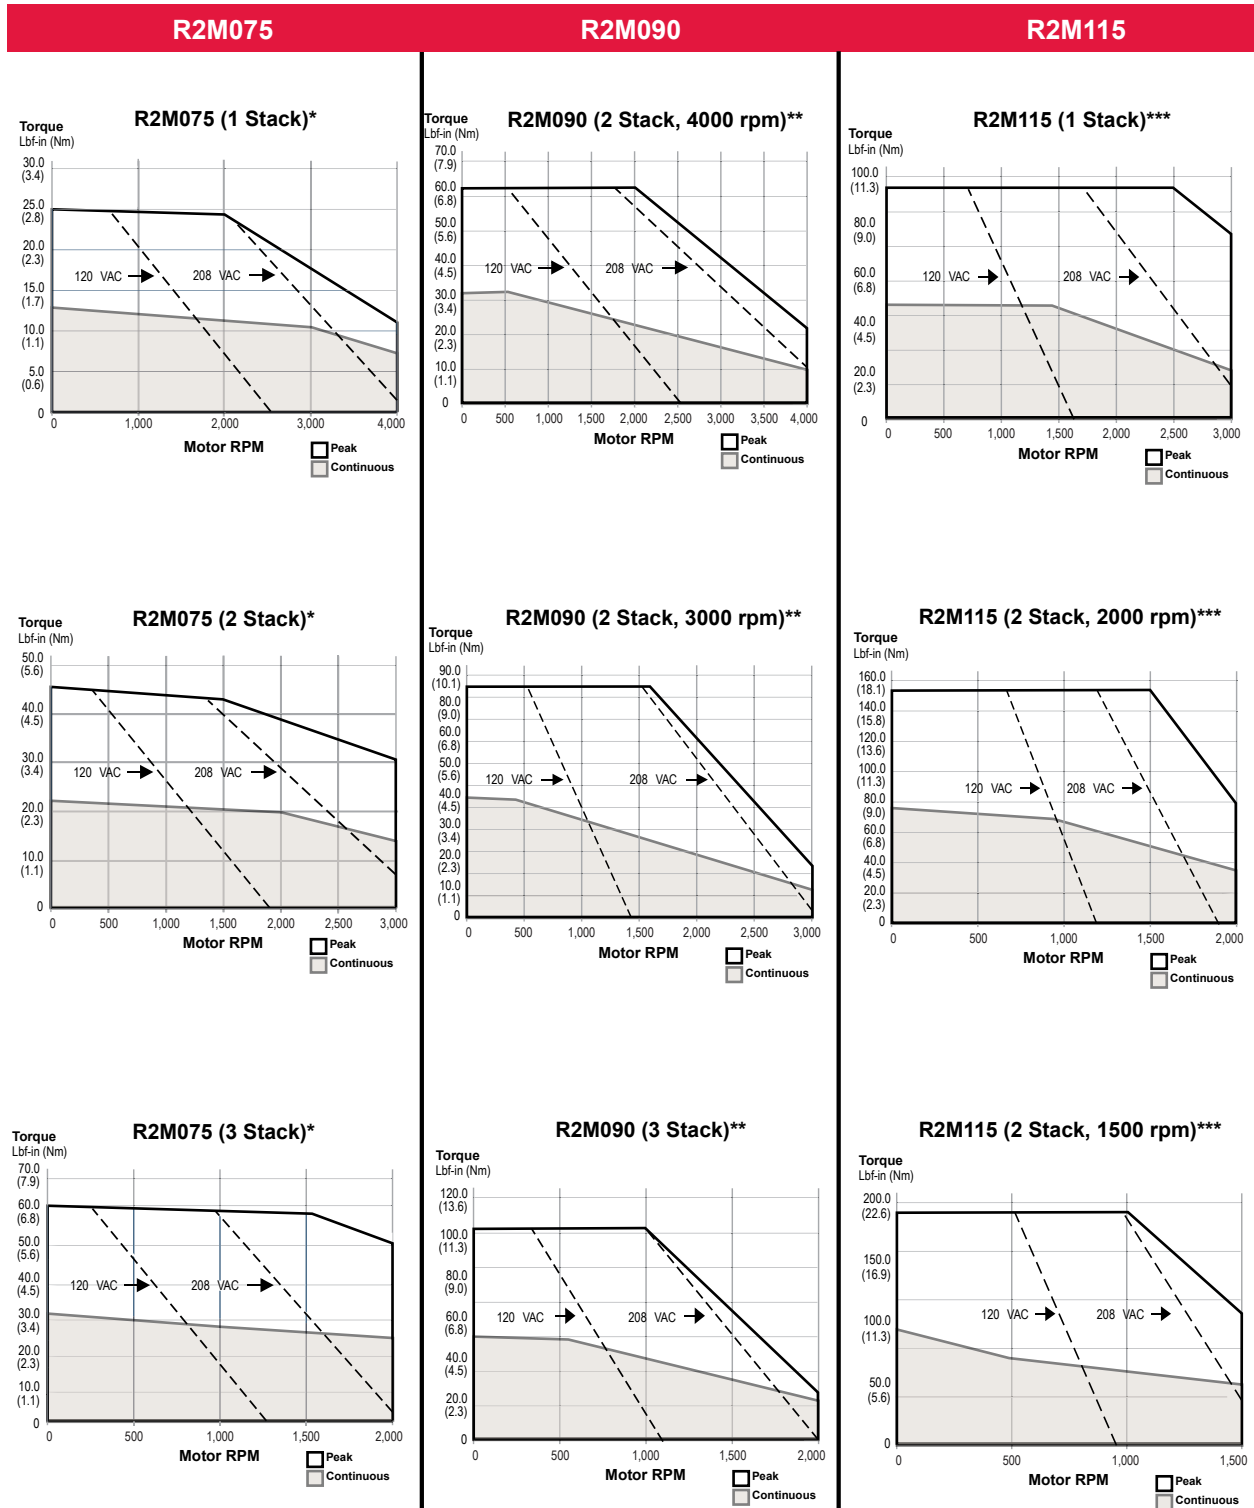 R2M075
R2M090
R2M115
R2M075 (1 Stack)*
Torque
Lbf-in (Nm)
30.0
(3.4)
25.0
(2.8)
20.0
(2.3)
15.0
(1.7)
10.0
(1.1)
5.0
(0.6)
0
120 VAC
208 VAC
0 1,000 2,000 3,000 4,000
Motor RPM
Peak
Continuous
R2M090 (2 Stack, 4000 rpm)**
Torque
Lbf-in (Nm)
70.0
(7.9)
60.0
(6.8)
50.0
(5.6)
40.0
(4.5)
30.0
(3.4)
20.0
(2.3)
10.0
(1.1)
0
120 VAC
208 VAC
0 500 1,000 1,500 2,000 2,500 3,000 3,500 4,000
Motor RPM
Peak
Continuous
R2M115 (1 Stack)***
Torque
Lbf-in (Nm)
100.0
(11.3)
80.0
(9.0)
60.0
(6.8)
40.0
(4.5)
20.0
(2.3)
0
120 VAC
208 VAC
0 500 1,000 1,500 2,000 2,500 3,000
Motor RPM
Peak
Continuous
R2M075 (2 Stack)*
Torque
Lbf-in (Nm)
50.0
(5.6)
40.0
(4.5)
30.0
(3.4)
20.0
(2.3)
10.0
(1.1)
0
120 VAC
208 VAC
0 500 1,000 1,500 2,000 2,500 3,000
Motor RPM
Peak
Continuous
R2M090 (2 Stack, 3000 rpm)**
Torque
Lbf-in (Nm)
90.0
(10.1)
80.0
(9.0)
60.0
(6.8)
50.0
(5.6)
40.0
(4.5)
30.0
(3.4)
20.0
(2.3)
10.0
(1.1)
0
120 VAC
208 VAC
0 500 1,000 1,500 2,000 2,500 3,000
Motor RPM
Peak
Continuous
R2M115 (2 Stack, 2000 rpm)***
Torque
Lbf-in (Nm)
160.0
(18.1)
140.0
(15.8)
120.0
(13.6)
100.0
(11.3)
80.0
(9.0)
60.0
(6.8)
40.0
(4.5)
20.0
(2.3)
0
120 VAC
208 VAC
0 500 1,000 1,500 2,000
Motor RPM
Peak
Continuous
R2M075 (3 Stack)*
Torque
Lbf-in (Nm)
70.0
(7.9)
60.0
(6.8)
50.0
(5.6)
40.0
(4.5)
30.0
(3.4)
20.0
(2.3)
10.0
(1.1)
0
120 VAC
208 VAC
0 500 1,000 1,500 2,000
Motor RPM
Peak
Continuous
R2M090 (3 Stack)**
Torque
Lbf-in (Nm)
120.0
(13.6)
100.0
(11.3)
80.0
(9.0)
60.0
(6.8)
40.0
(4.5)
20.0
(2.3)
0
120 VAC
208 VAC
0 500 1,000 1,500 2,000
Motor RPM
Peak
Continuous
R2M115 (2 Stack, 1500 rpm)***
Torque
Lbf-in (Nm)
200.0
(22.6)
150.0
(16.9)
100.0
(11.3)
50.0
(5.6)
0
120 VAC
208 VAC
0 500 1,000 1,500
Motor RPM
Peak
Continuous